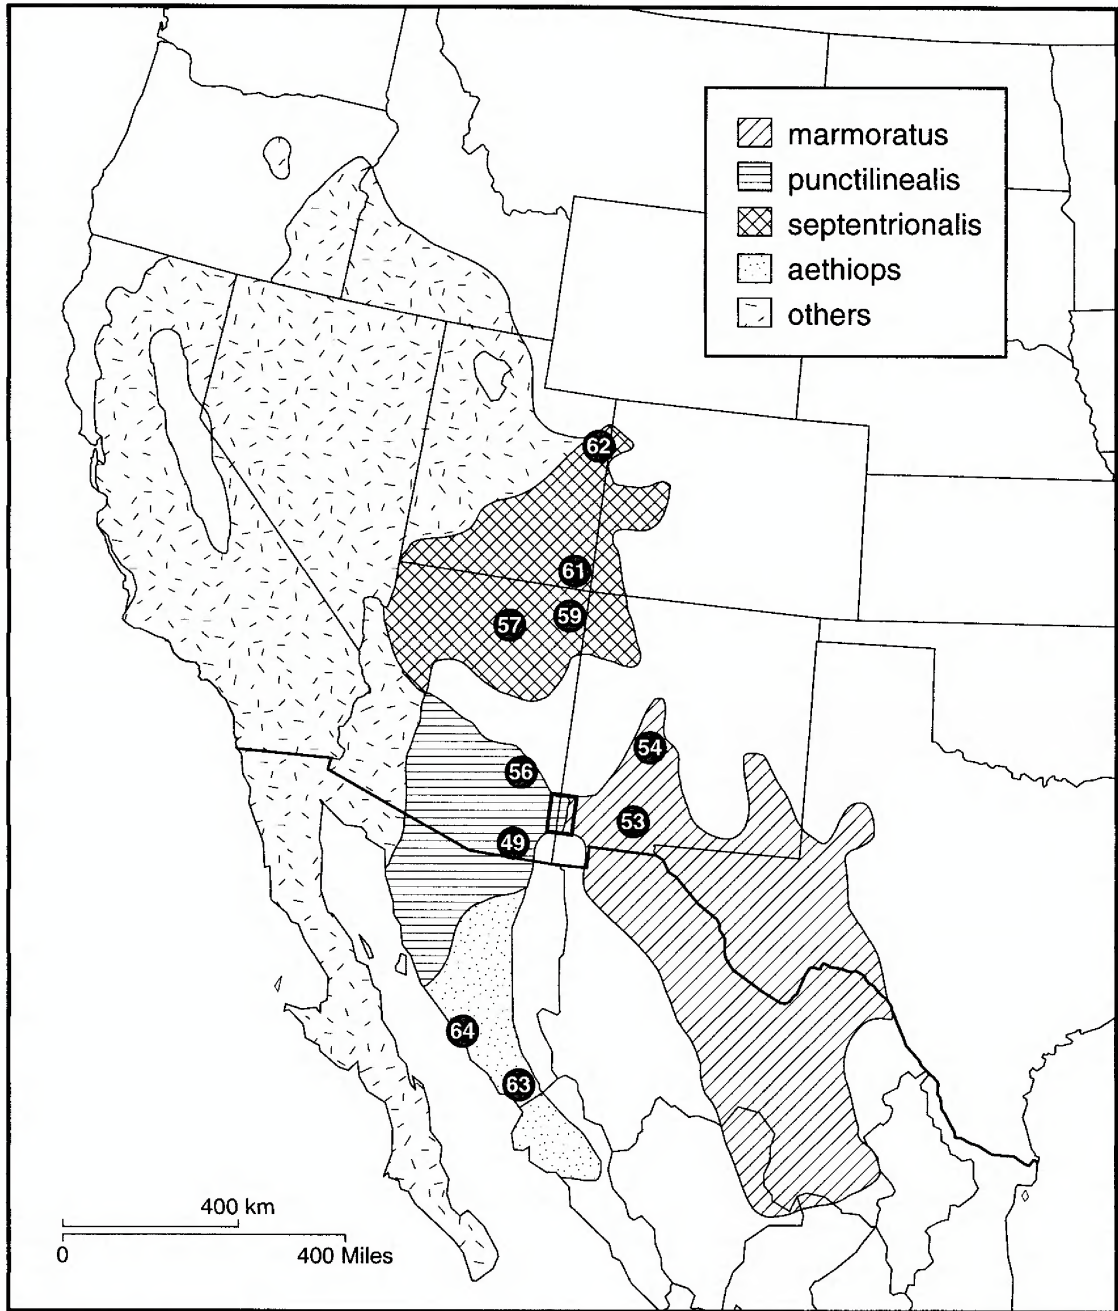 marmoratus
punctilinealis
septentrionalis
aethiops
others
62
61
59
57
54
56
53
49
64
63
400 km
0 400 Miles